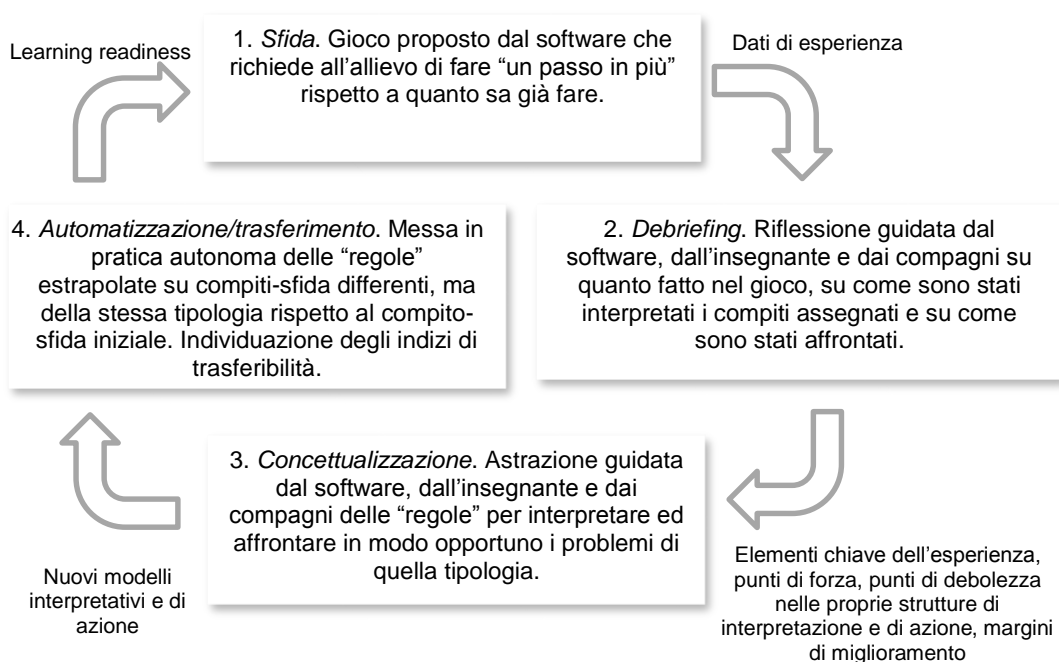 Learning readiness
1. Sfida. Gioco proposto dal software che
richiede all’allievo di fare “un passo in più”
rispetto a quanto sa già fare.
Dati di esperienza
4. Automatizzazione/trasferimento. Messa in
pratica autonoma delle “regole”
estrapolate su compiti-sfida differenti, ma
della stessa tipologia rispetto al compito-
sfida iniziale. Individuazione degli indizi di
trasferibilità.
2. Debriefing. Riflessione guidata dal
software, dall’insegnante e dai compagni su
quanto fatto nel gioco, su come sono stati
interpretati i compiti assegnati e su come
sono stati affrontati.
3. Concettualizzazione. Astrazione guidata
dal software, dall’insegnante e dai
compagni delle “regole” per interpretare ed
affrontare in modo opportuno i problemi di
quella tipologia.
Nuovi modelli
interpretativi e di
azione
Elementi chiave dell’esperienza,
punti di forza, punti di debolezza
nelle proprie strutture di
interpretazione e di azione, margini
di miglioramento